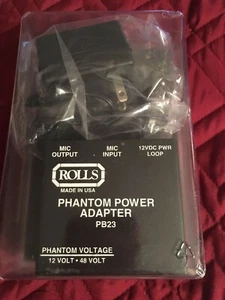 MIC OUTPUT
MIC INPUT
12VDC PWR LOOP
ROLLS
MADE IN USA
PHANTOM POWER
ADAPTER
PB23
PHANTOM VOLTAGE
12 VOLT • 48 VOLT